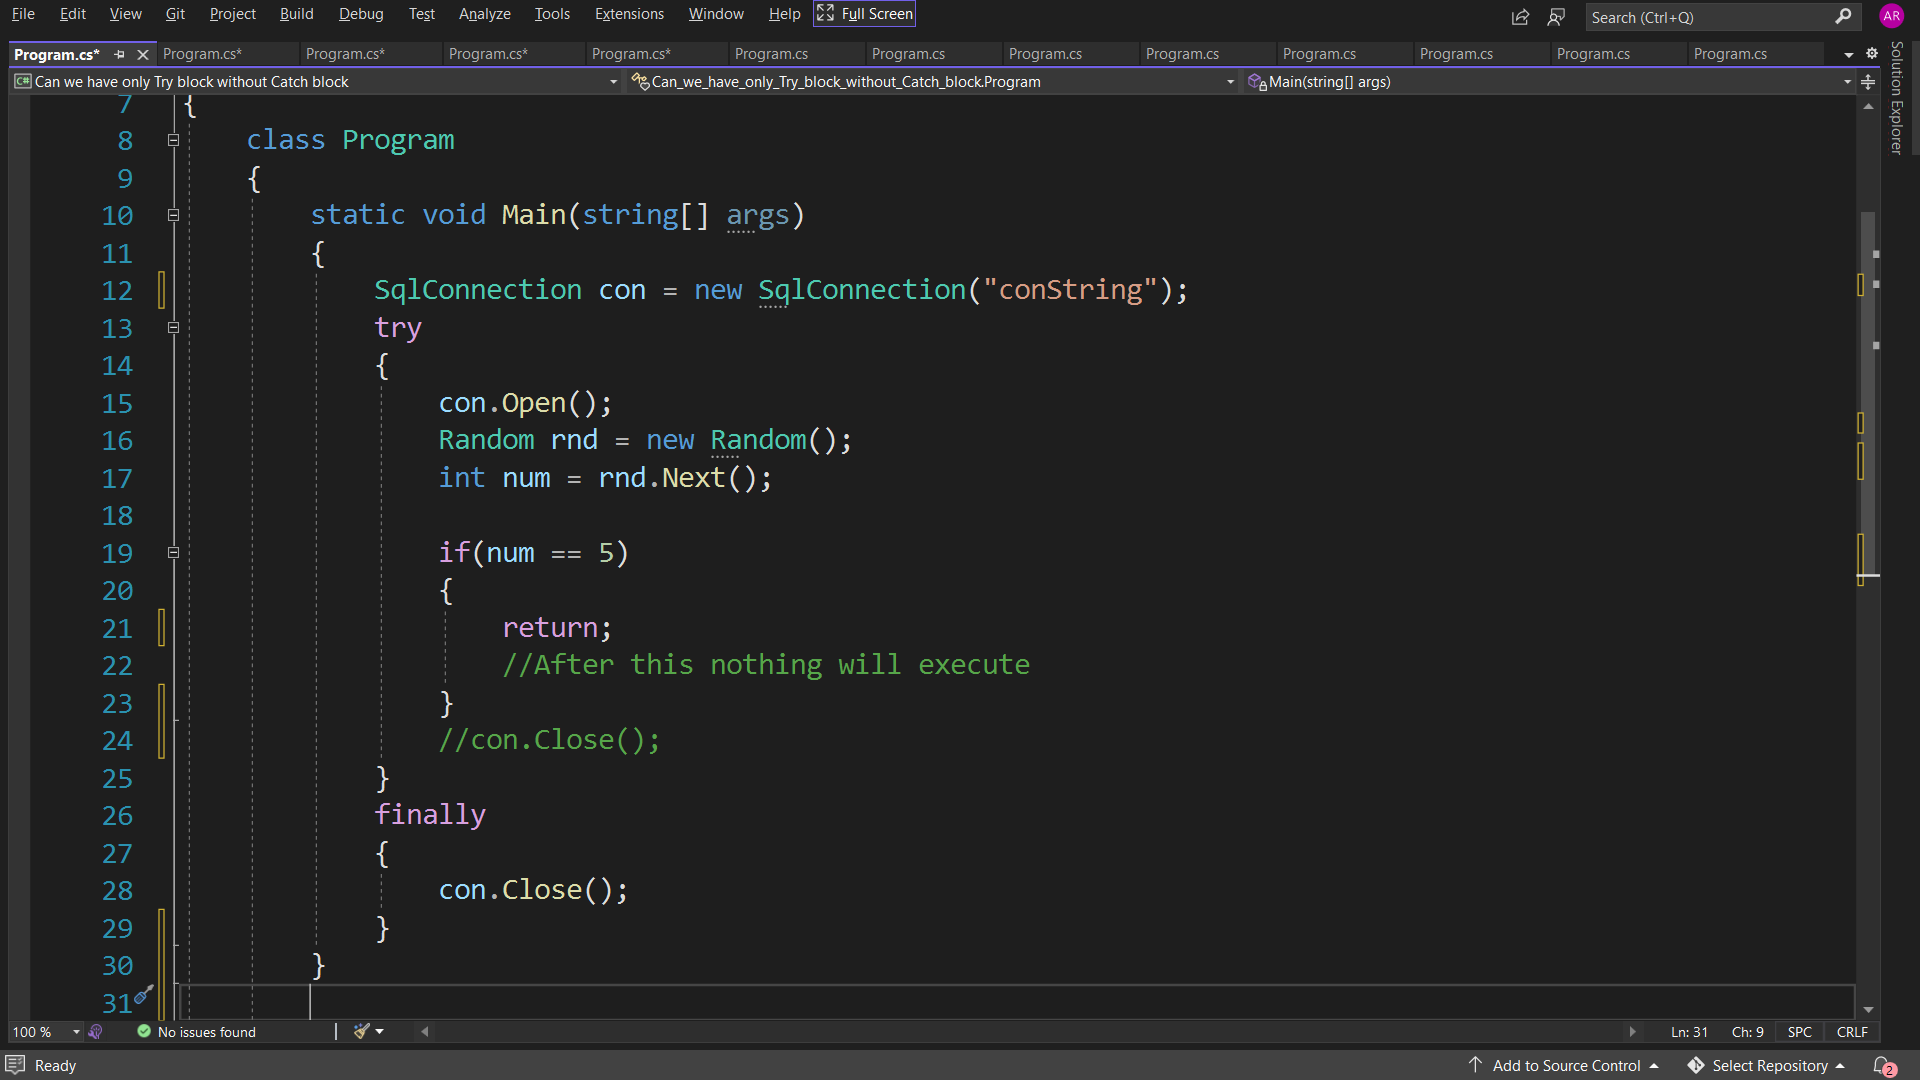 File Edit View Git Project Build Debug Test Analyze Tools Extensions Window Help Full Screen Search (Ctrl+Q) AR
Program.cs* Program.cs* Program.cs* Program.cs* Program.cs* Program.cs Program.cs Program.cs Program.cs Program.cs Program.cs Program.cs Program.cs
Solution Explorer
C# Can we have only Try block without Catch block Can_we_have_only_Try_block_without_Catch_block.Program Main(string[] args)
7 {
8 class Program
9 {
10 static void Main(string[] args)
11 {
12 SqlConnection con = new SqlConnection("conString");
13 try
14 {
15 con.Open();
16 Random rnd = new Random();
17 int num = rnd.Next();
18
19 if(num == 5)
20 {
21 return;
22 //After this nothing will execute
23 }
24 //con.Close();
25 }
26 finally
27 {
28 con.Close();
29 }
30 }
31
100 % No issues found Ln: 31 Ch: 9 SPC CRLF
Ready Add to Source Control Select Repository 2